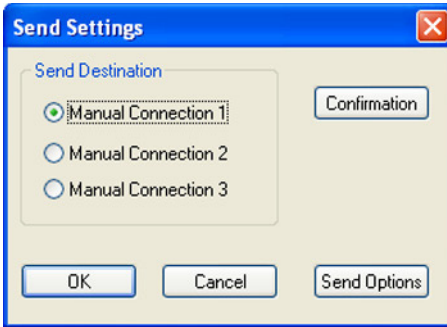 Send Settings
Send Destination
Manual Connection 1
Confirmation
Manual Connection 2
Manual Connection 3
OK
Cancel
Send Options